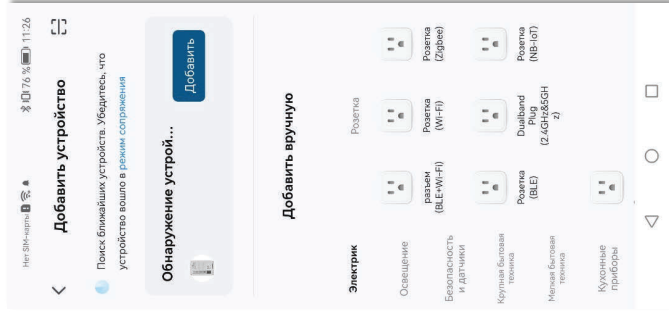 Нет SIM-карты
76 % 11:26
Добавить устройство
Поиск ближайших устройств. Убедитесь, что
устройство вошло в режим сопряжения
Обнаружение устрой...
Добавить
Добавить вручную
Электрик
Освещение
Безопасность
и датчики
Крупная бытовая
техника
Мелкая бытовая
техника
Кухонные
приборы
Розетка
разъем
(BLE+Wi-Fi)
Розетка
(Wi-Fi)
Розетка
(Zigbee)
Розетка
(BLE)
Dualband
Plug
(2.4GHz&5GH
z)
Розетка
(NB-IoT)